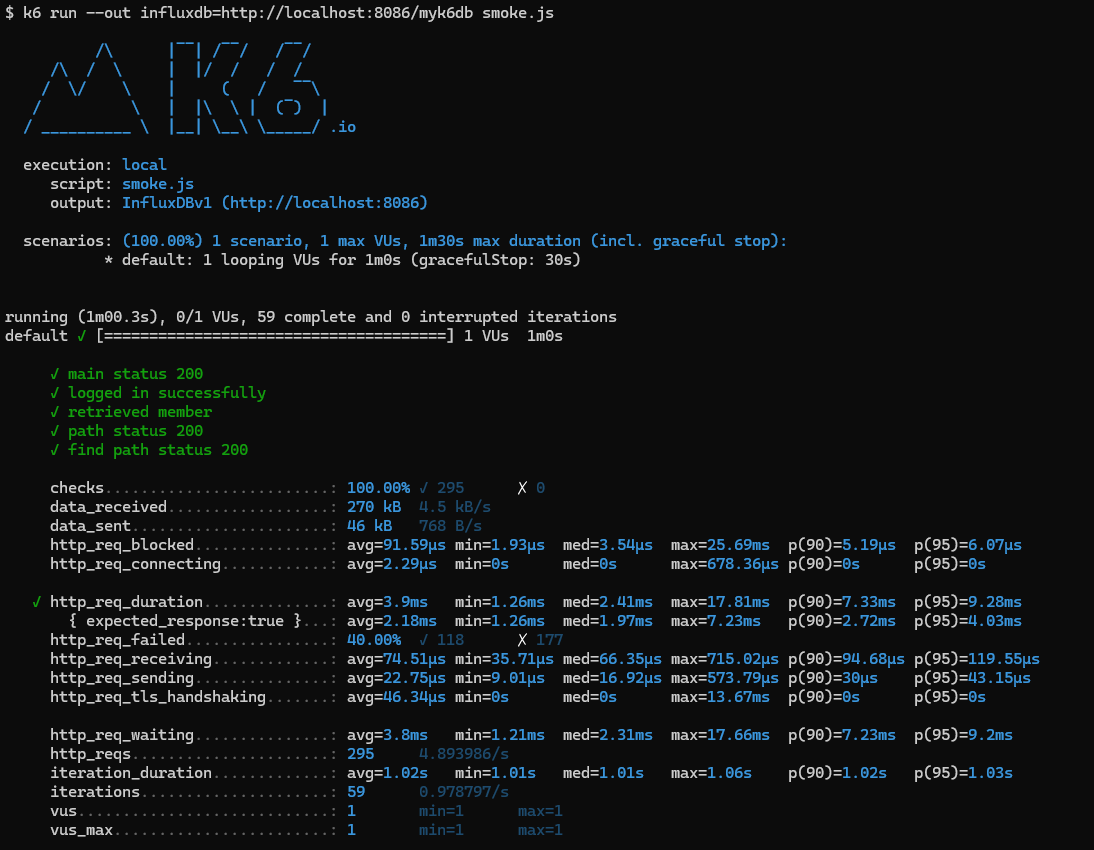 $ k6 run --out influxdb=http://localhost:8086/myk6db smoke.js
.io
execution: local
script: smoke.js
output: InfluxDBv1 (http://localhost:8086)
scenarios: (100.00%) 1 scenario, 1 max VUs, 1m30s max duration (incl. graceful stop):
* default: 1 looping VUs for 1m0s (gracefulStop: 30s)
running (1m00.3s), 0/1 VUs, 59 complete and 0 interrupted iterations
default ✓ [======================================] 1 VUs  1m0s
✓ main status 200
✓ logged in successfully
✓ retrieved member
✓ path status 200
✓ find path status 200
checks.........................: 100.00% ✓ 295      ✗ 0
data_received..................: 270 kB  4.5 kB/s
data_sent......................: 46 kB   768 B/s
http_req_blocked...............: avg=91.59µs min=1.93µs  med=3.54µs  max=25.69ms  p(90)=5.19µs  p(95)=6.07µs
http_req_connecting............: avg=2.29µs  min=0s      med=0s      max=678.36µs p(90)=0s      p(95)=0s
✓ http_req_duration..............: avg=3.9ms   min=1.26ms  med=2.41ms  max=17.81ms  p(90)=7.33ms  p(95)=9.28ms
{ expected_response:true }...: avg=2.18ms  min=1.26ms  med=1.97ms  max=7.23ms   p(90)=2.72ms  p(95)=4.03ms
http_req_failed................: 40.00%  ✓ 118      ✗ 177
http_req_receiving.............: avg=74.51µs min=35.71µs med=66.35µs max=715.02µs p(90)=94.68µs p(95)=119.55µs
http_req_sending...............: avg=22.75µs min=9.01µs  med=16.92µs max=573.79µs p(90)=30µs    p(95)=43.15µs
http_req_tls_handshaking.......: avg=46.34µs min=0s      med=0s      max=13.67ms  p(90)=0s      p(95)=0s
http_req_waiting...............: avg=3.8ms   min=1.21ms  med=2.31ms  max=17.66ms  p(90)=7.23ms  p(95)=9.2ms
http_reqs......................: 295     4.893986/s
iteration_duration.............: avg=1.02s   min=1.01s   med=1.01s   max=1.06s    p(90)=1.02s   p(95)=1.03s
iterations.....................: 59      0.978797/s
vus............................: 1       min=1      max=1
vus_max........................: 1       min=1      max=1